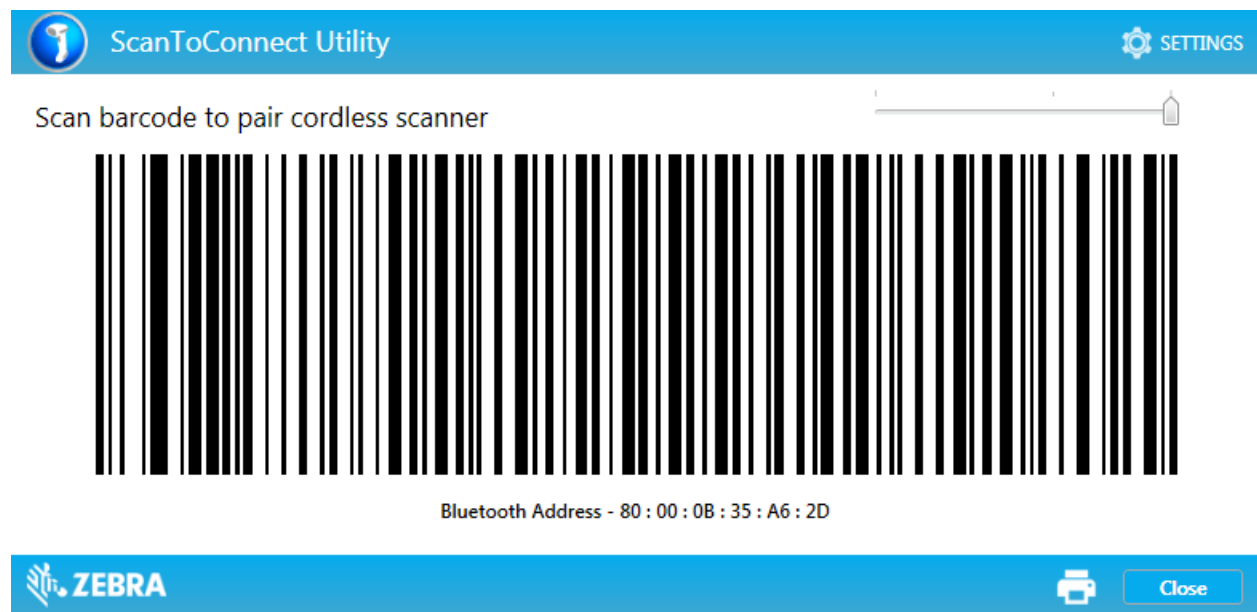 ScanToConnect Utility
SETTINGS
Scan barcode to pair cordless scanner
Bluetooth Address - 80 : 00 : 0B : 35 : A6 : 2D
ZEBRA
Close